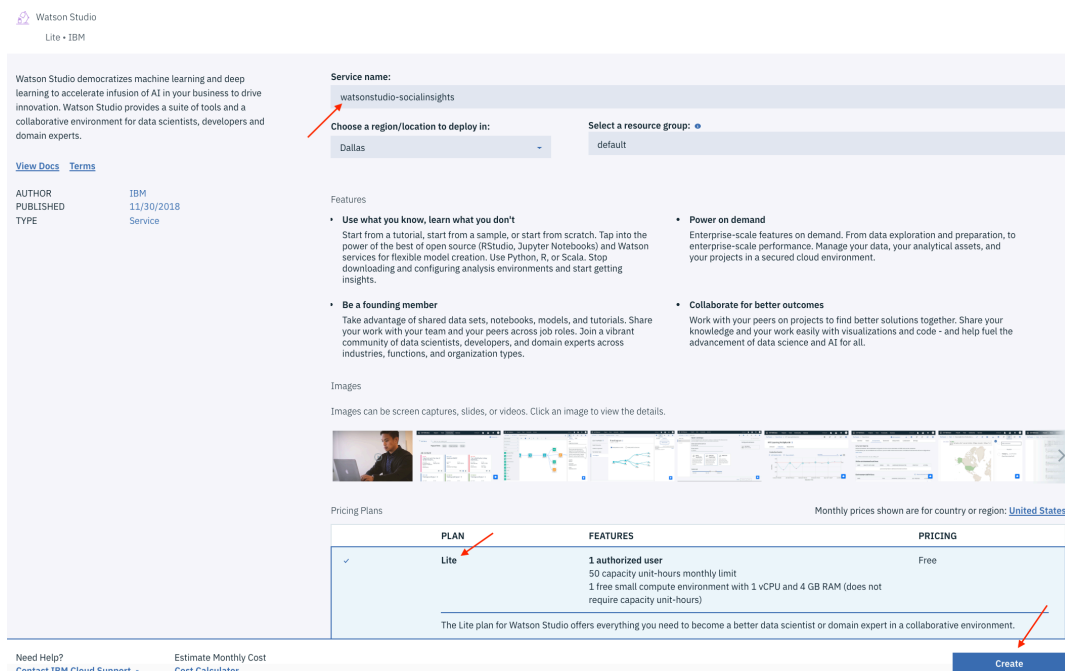 Watson Studio
Lite • IBM
Watson Studio democratizes machine learning and deep
learning to accelerate infusion of AI in your business to drive
innovation. Watson Studio provides a suite of tools and a
collaborative environment for data scientists, developers and
domain experts.
View Docs Terms
AUTHOR IBM
PUBLISHED 11/30/2018
TYPE Service
Service name:
watsonstudio-socialinsights
Choose a region/location to deploy in:
Dallas
Select a resource group:
default
Features
• Use what you know, learn what you don't
Start from a tutorial, start from a sample, or start from scratch. Tap into the
power of the best of open source (RStudio, Jupyter Notebooks) and Watson
services for flexible model creation. Use Python, R, or Scala. Stop
downloading and configuring analysis environments and start getting
insights.
• Power on demand
Enterprise-scale features on demand. From data exploration and preparation, to
enterprise-scale performance. Manage your data, your analytical assets, and
your projects in a secured cloud environment.
• Be a founding member
Take advantage of shared data sets, notebooks, models, and tutorials. Share
your work with your team and your peers across job roles. Join a vibrant
community of data scientists, developers, and domain experts across
industries, functions, and organization types.
• Collaborate for better outcomes
Work with your peers on projects to find better solutions together. Share your
knowledge and your work easily with visualizations and code - and help fuel the
advancement of data science and AI for all.
Images
Images can be screen captures, slides, or videos. Click an image to view the details.
Pricing Plans
Monthly prices shown are for country or region: United States
PLAN FEATURES PRICING
Lite 1 authorized user Free
50 capacity unit-hours monthly limit
1 free small compute environment with 1 vCPU and 4 GB RAM (does not
require capacity unit-hours)
The Lite plan for Watson Studio offers everything you need to become a better data scientist or domain expert in a collaborative environment.
Need Help?
Contact IBM Cloud Support
Estimate Monthly Cost
Cost Calculator
Create